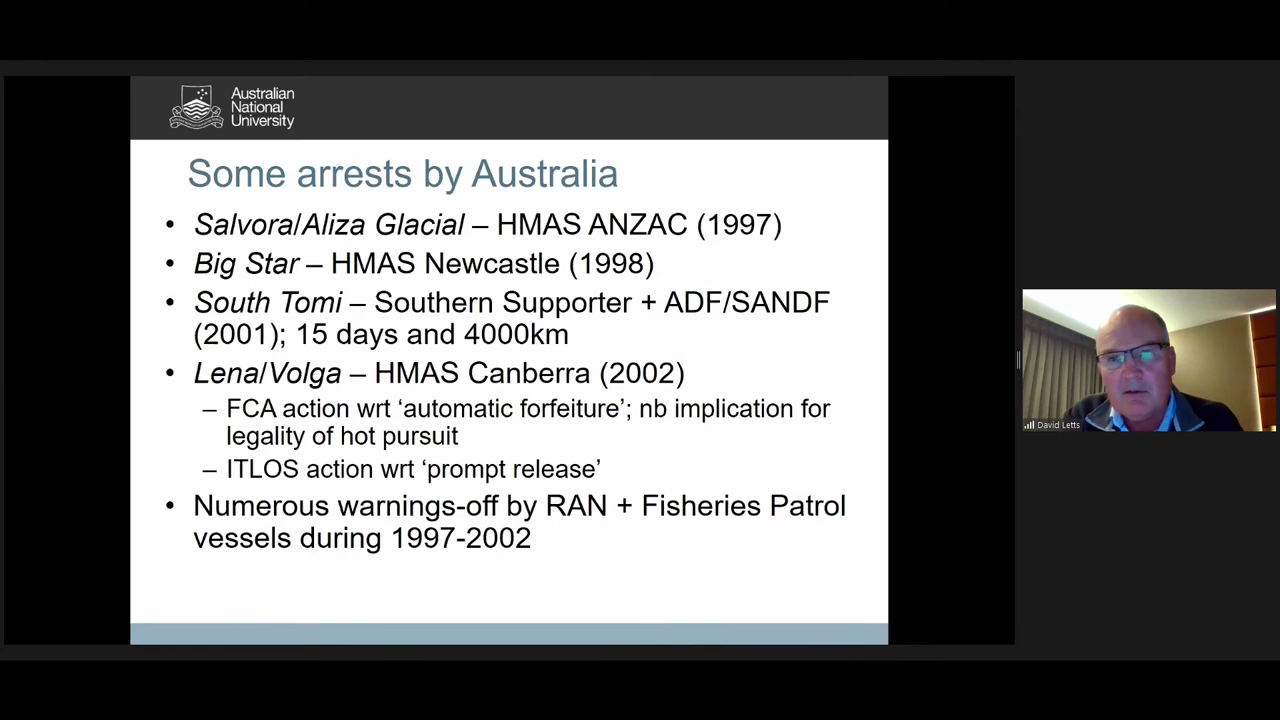 Australian
National
University
Some arrests by Australia
• Salvora/Aliza Glacial – HMAS ANZAC (1997)
• Big Star – HMAS Newcastle (1998)
• South Tomi – Southern Supporter + ADF/SANDF
(2001); 15 days and 4000km
• Lena/Volga – HMAS Canberra (2002)
– FCA action wrt ‘automatic forfeiture’; nb implication for
legality of hot pursuit
– ITLOS action wrt ‘prompt release’
• Numerous warnings-off by RAN + Fisheries Patrol
vessels during 1997-2002
David Letts